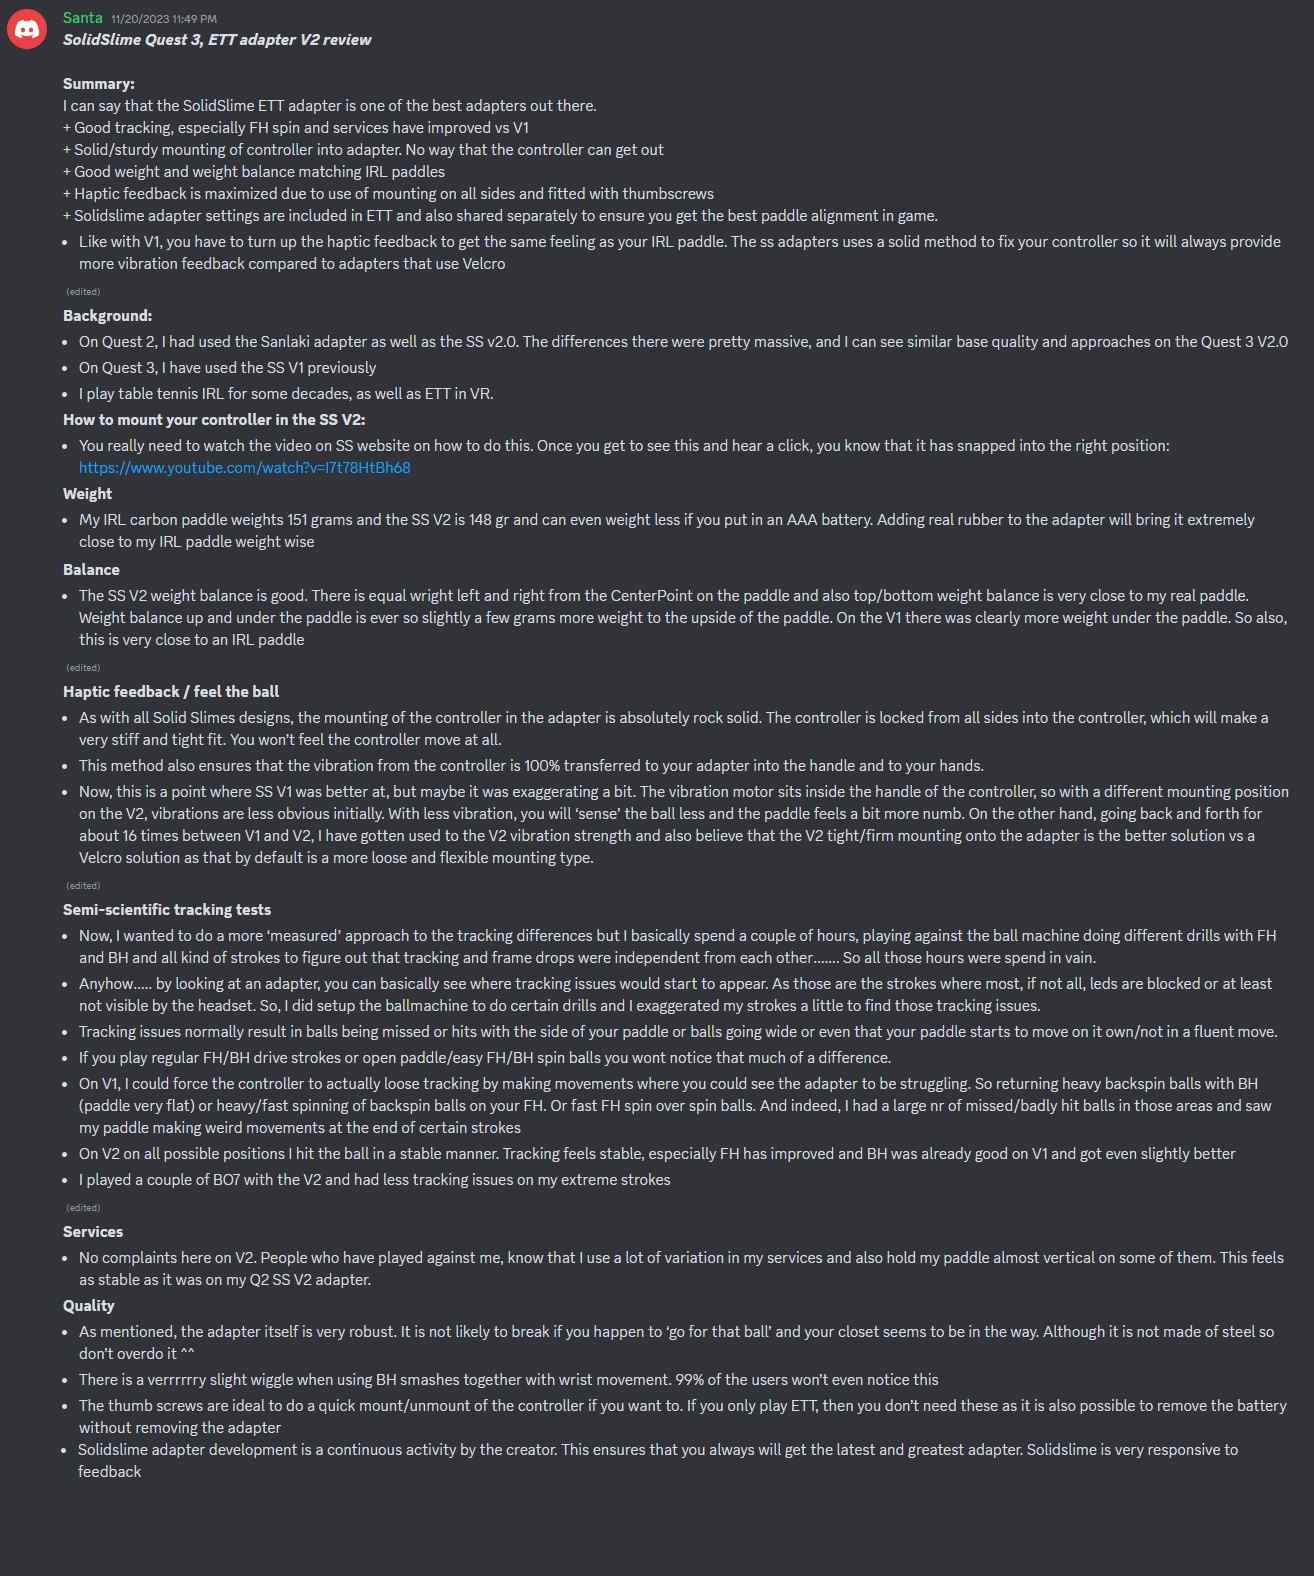 Santa 11/20/2023 11:49 PM
SolidSlime Quest 3, ETT adapter V2 review
Summary:
I can say that the SolidSlime ETT adapter is one of the best adapters out there.
+ Good tracking, especially FH spin and services have improved vs V1
+ Solid/sturdy mounting of controller into adapter. No way that the controller can get out
+ Good weight and weight balance matching IRL paddles
+ Haptic feedback is maximized due to use of mounting on all sides and fitted with thumbscrews
+ Solidslime adapter settings are included in ETT and also shared separately to ensure you get the best paddle alignment in game.
• Like with V1, you have to turn up the haptic feedback to get the same feeling as your IRL paddle. The ss adapters uses a solid method to fix your controller so it will always provide
more vibration feedback compared to adapters that use Velcro
(edited)
Background:
• On Quest 2, I had used the Sanlaki adapter as well as the SS v2.0. The differences there were pretty massive, and I can see similar base quality and approaches on the Quest 3 V2.0
• On Quest 3, I have used the SS V1 previously
• I play table tennis IRL for some decades, as well as ETT in VR.
How to mount your controller in the SS V2:
• You really need to watch the video on SS website on how to do this. Once you get to see this and hear a click, you know that it has snapped into the right position:
https://www.youtube.com/watch?v=I7t78HtBh68
Weight
• My IRL carbon paddle weights 151 grams and the SS V2 is 148 gr and can even weight less if you put in an AAA battery. Adding real rubber to the adapter will bring it extremely
close to my IRL paddle weight wise
Balance
• The SS V2 weight balance is good. There is equal wright left and right from the CenterPoint on the paddle and also top/bottom weight balance is very close to my real paddle.
Weight balance up and under the paddle is ever so slightly a few grams more weight to the upside of the paddle. On the V1 there was clearly more weight under the paddle. So also,
this is very close to an IRL paddle
(edited)
Haptic feedback / feel the ball
• As with all Solid Slimes designs, the mounting of the controller in the adapter is absolutely rock solid. The controller is locked from all sides into the controller, which will make a
very stiff and tight fit. You won't feel the controller move at all.
• This method also ensures that the vibration from the controller is 100% transferred to your adapter into the handle and to your hands.
• Now, this is a point where SS V1 was better at, but maybe it was exaggerating a bit. The vibration motor sits inside the handle of the controller, so with a different mounting position
on the V2, vibrations are less obvious initially. With less vibration, you will ‘sense’ the ball less and the paddle feels a bit more numb. On the other hand, going back and forth for
about 16 times between V1 and V2, I have gotten used to the V2 vibration strength and also believe that the V2 tight/firm mounting onto the adapter is the better solution vs a
Velcro solution as that by default is a more loose and flexible mounting type.
(edited)
Semi-scientific tracking tests
• Now, I wanted to do a more ‘measured’ approach to the tracking differences but I basically spend a couple of hours, playing against the ball machine doing different drills with FH
and BH and all kind of strokes to figure out that tracking and frame drops were independent from each other....... So all those hours were spend in vain.
• Anyhow..... by looking at an adapter, you can basically see where tracking issues would start to appear. As those are the strokes where most, if not all, leds are blocked or at least
not visible by the headset. So, I did setup the ballmachine to do certain drills and I exaggerated my strokes a little to find those tracking issues.
• Tracking issues normally result in balls being missed or hits with the side of your paddle or balls going wide or even that your paddle starts to move on it own/not in a fluent move.
• If you play regular FH/BH drive strokes or open paddle/easy FH/BH spin balls you wont notice that much of a difference.
• On V1, I could force the controller to actually loose tracking by making movements where you could see the adapter to be struggling. So returning heavy backspin balls with BH
(paddle very flat) or heavy/fast spinning of backspin balls on your FH. Or fast FH spin over spin balls. And indeed, I had a large nr of missed/badly hit balls in those areas and saw
my paddle making weird movements at the end of certain strokes
• On V2 on all possible positions I hit the ball in a stable manner. Tracking feels stable, especially FH has improved and BH was already good on V1 and got even slightly better
• I played a couple of BO7 with the V2 and had less tracking issues on my extreme strokes
(edited)
Services
• No complaints here on V2. People who have played against me, know that I use a lot of variation in my services and also hold my paddle almost vertical on some of them. This feels
as stable as it was on my Q2 SS V2 adapter.
Quality
• As mentioned, the adapter itself is very robust. It is not likely to break if you happen to ‘go for that ball’ and your closet seems to be in the way. Although it is not made of steel so
don't overdo it ^^
• There is a verrrrrry slight wiggle when using BH smashes together with wrist movement. 99% of the users won't even notice this
• The thumb screws are ideal to do a quick mount/unmount of the controller if you want to. If you only play ETT, then you don't need these as it is also possible to remove the battery
without removing the adapter
• Solidslime adapter development is a continuous activity by the creator. This ensures that you always will get the latest and greatest adapter. Solidslime is very responsive to
feedback